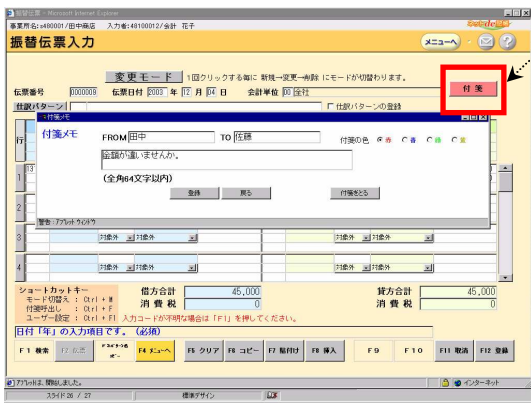 振替伝票 - Microsoft Internet Explorer
事業所名:s480001/田中商店 入力者:48100012/会計 花子
振替伝票入力
メニューへ
変更モード 1回クリックする毎に 新規→変更→削除 にモードが切替わります。
付箋
伝票番号 0000009 伝票日付 2003 年 12 月 04 日 会計単位 00 全社
仕訳パターン 仕訳パターンの登録
付箋メモ
行
付箋メモ FROM 田中 TO 佐藤 付箋の色 赤 青 緑 黄
金額が違いませんか。
(全角64文字以内)
登録 戻る 付箋をとる
警告 : アプレット ウィンドウ
1
2
3 対象外 対象外 対象外 対象外
4 対象外 対象外 対象外 対象外
ショートカットキー
モード切替え : Ctrl + M
付箋呼出し : Ctrl + F
ユーザー設定 : Ctrl + F1
借方合計 45,000 貸方合計 45,000
消費税 0 消費税 0
入力コードが不明な場合は「F1」を押してください。
日付「年」の入力項目です。(必須)
F1 検索 F4 メニューへ F5 クリア F6 コピー F7 貼付け F8 挿入 F9 F10 F11 取消 F12 登録
アプレットは、開始しました。 インターネット
スライド 26 / 27 標準デザイン